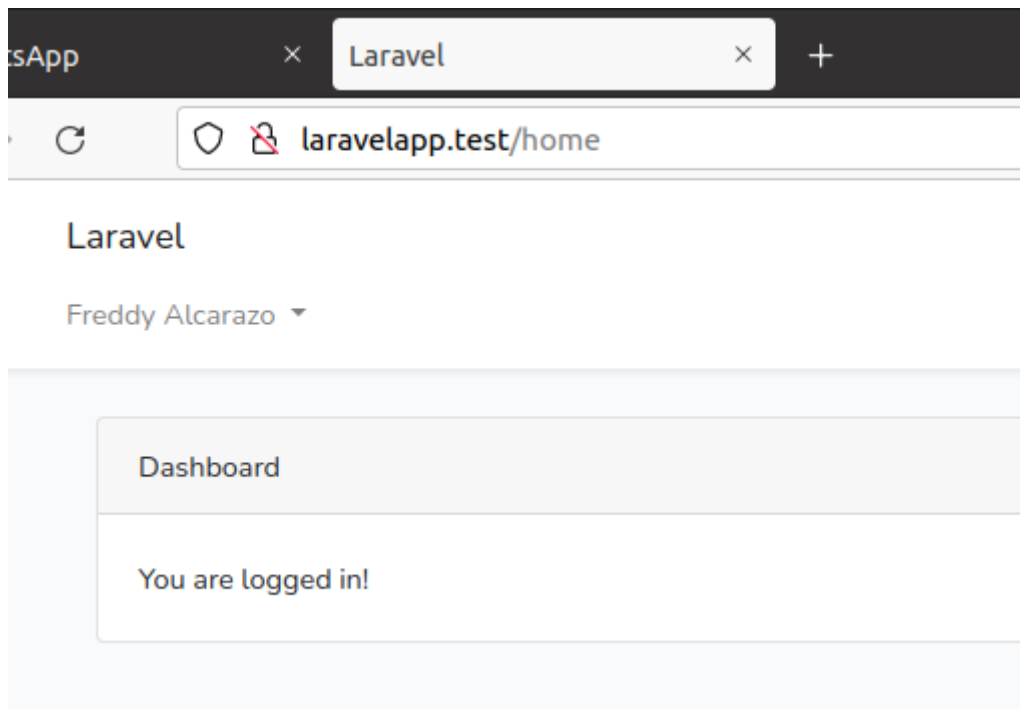 tsApp
Laravel
laravelapp.test/home
Laravel
Freddy Alcarazo
Dashboard
You are logged in!